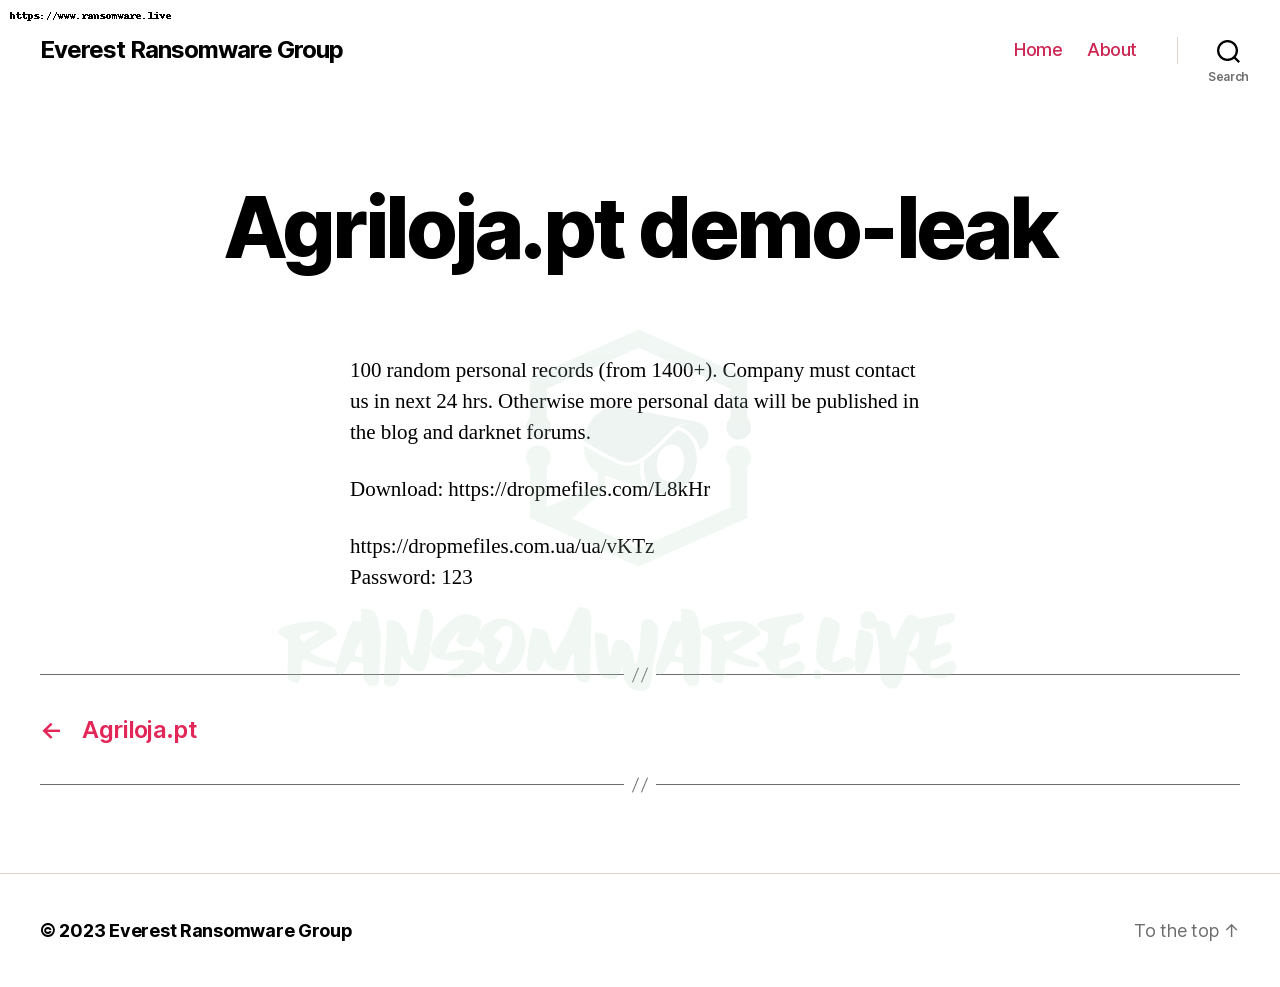 https://www.ransomware.live
Everest Ransomware Group
Home About
Search
Agriloja.pt demo-leak
100 random personal records (from 1400+). Company must contact
us in next 24 hrs. Otherwise more personal data will be published in
the blog and darknet forums.
Download: https://dropmefiles.com/L8kHr
https://dropmefiles.com.ua/ua/vKTz
Password: 123
RANSOMWARE.LIVE
//
← Agriloja.pt
//
© 2023 Everest Ransomware Group
To the top ↑